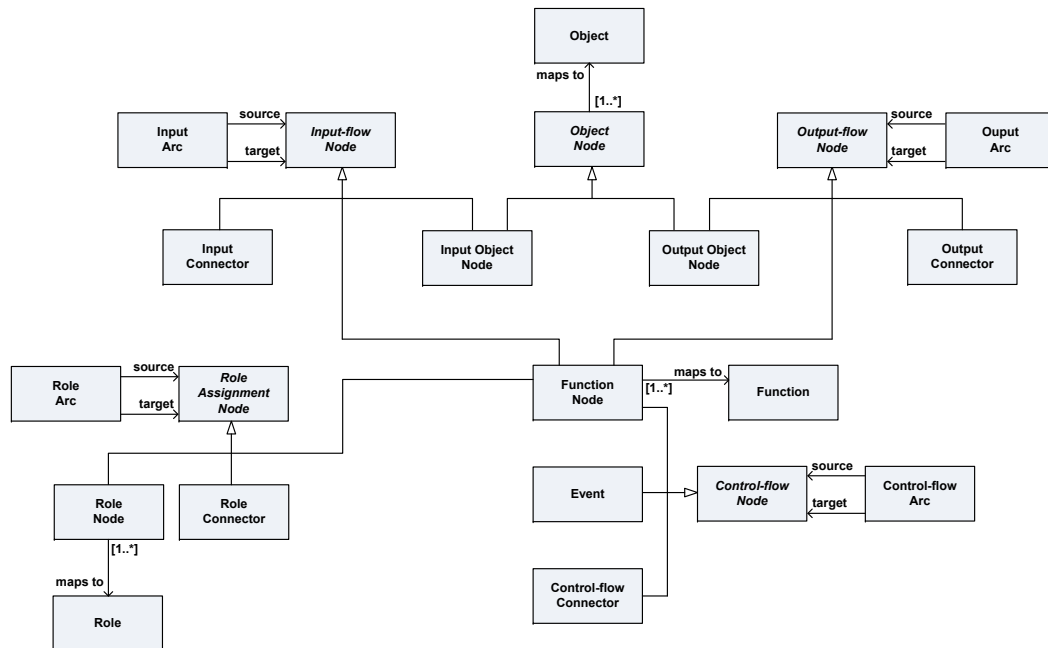 Object
maps to
[1..*]
source
Input
Arc
target
Input-flow
Node
Object
Node
Output-flow
Node
source
target
Ouput
Arc
Input
Connector
Input Object
Node
Output Object
Node
Output
Connector
source
Role
Arc
target
Role
Assignment
Node
Function
Node
maps to
[1..*]
Function
Role
Node
Role
Connector
Event
Control-flow
Node
source
target
Control-flow
Arc
[1..*]
maps to
Role
Control-flow
Connector